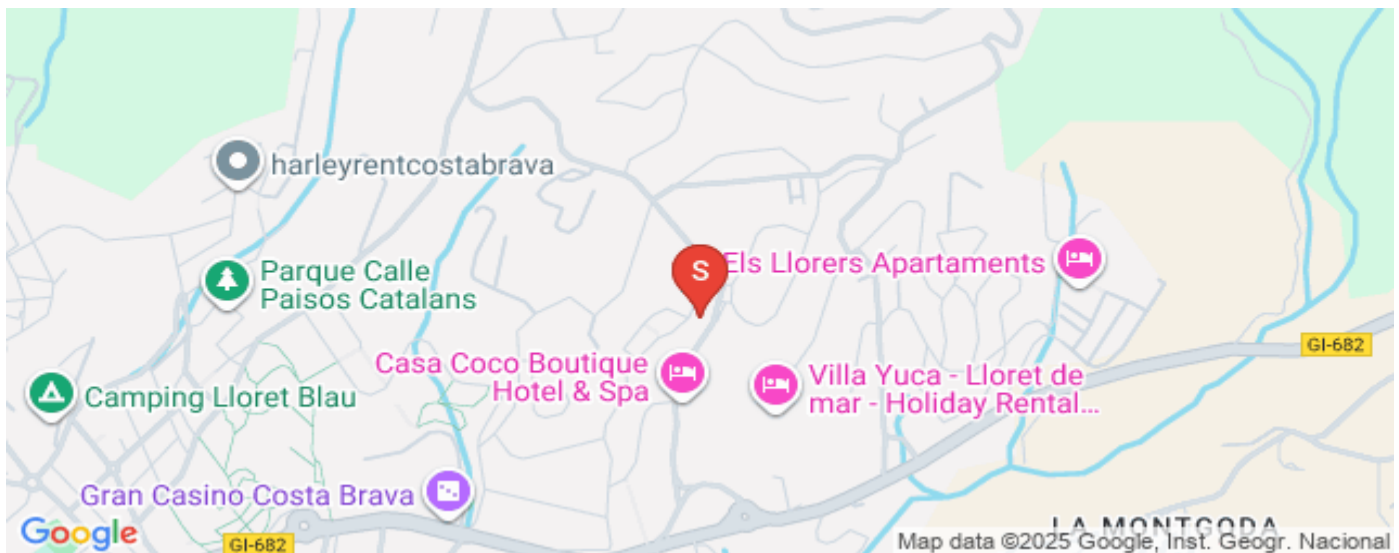 harleyrentcostabrava
Parque Calle
Paisos Catalans
S
Els Llorers Apartaments
GI-682
Casa Coco Boutique
Hotel & Spa
Villa Yuca - Lloret de
mar - Holiday Rental...
Camping Lloret Blau
Gran Casino Costa Brava
LA MONTGODA
Google
GI-682
Map data ©2025 Google, Inst. Geogr. Nacional